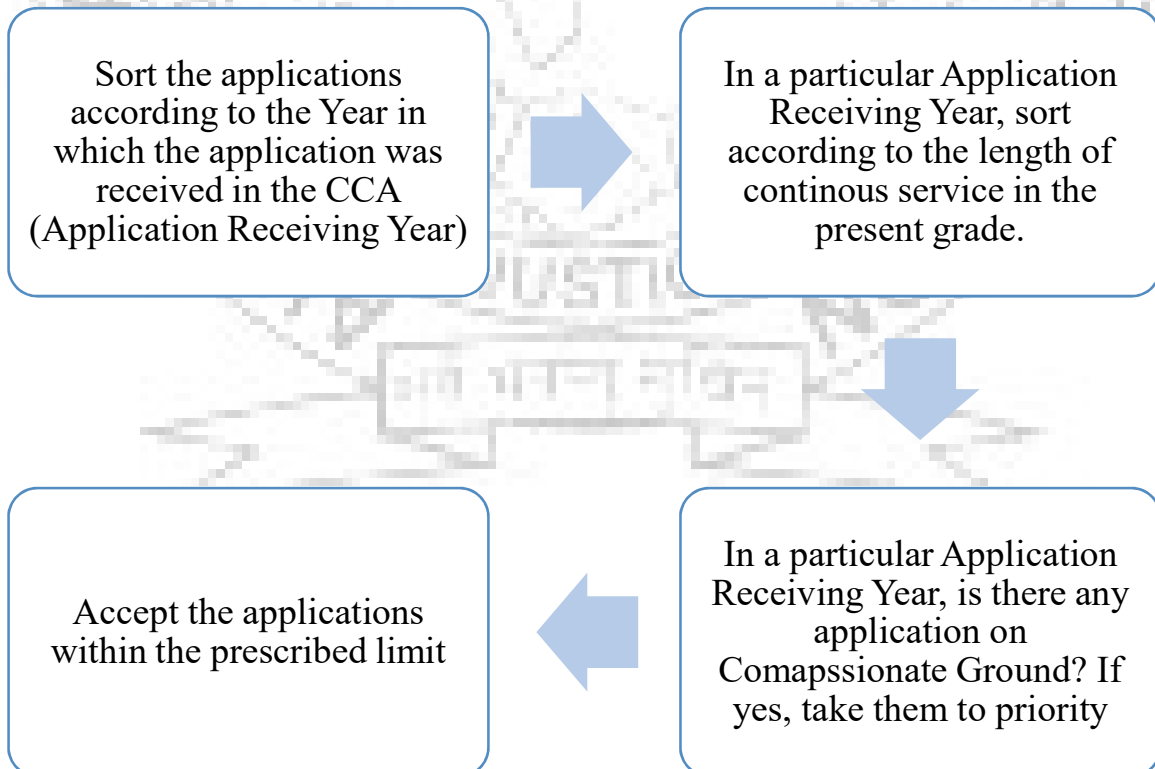 Sort the applications
according to the Year in
which the application was
received in the CCA
(Application Receiving Year)
In a particular Application
Receiving Year, sort
according to the length of
continous service in the
present grade.
In a particular Application
Receiving Year, is there any
application on
Comapssionate Ground? If
yes, take them to priority
Accept the applications
within the prescribed limit